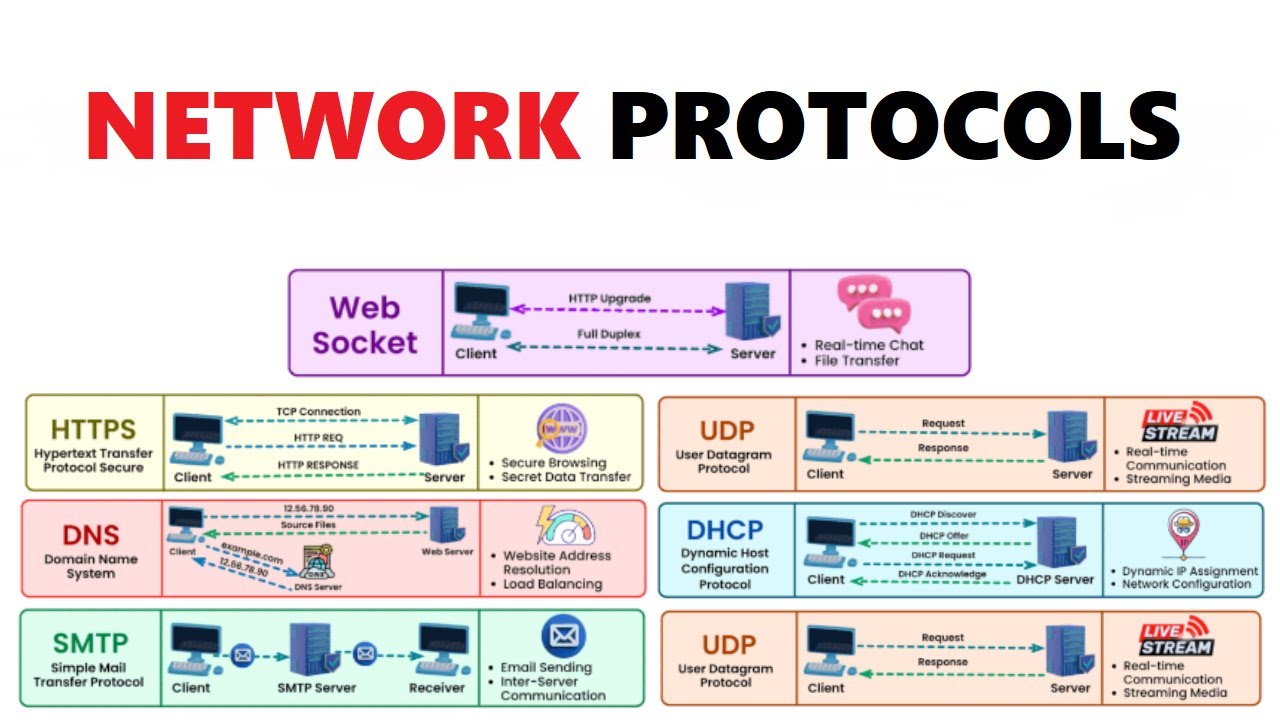 NETWORK PROTOCOLS
Web
Socket
HTTP Upgrade
Full Duplex
Client
Server
• Real-time Chat
• File Transfer
HTTPS
Hypertext Transfer
Protocol Secure
TCP Connection
HTTP REQ
HTTP RESPONSE
Client
Server
WWW
• Secure Browsing
• Secret Data Transfer
UDP
User Datagram
Protocol
Request
Response
Client
Server
LIVE
STREAM
• Real-time
Communication
• Streaming Media
DNS
Domain Name
System
12.56.78.90
Source Files
Client
Web Server
example.com
12.56.78.90
DNS
DNS Server
• Website Address
Resolution
• Load Balancing
DHCP
Dynamic Host
Configuration
Protocol
DHCP Discover
DHCP Offer
DHCP Request
DHCP Acknowledge
Client
DHCP Server
IP
• Dynamic IP Assignment
• Network Configuration
SMTP
Simple Mail
Transfer Protocol
Client
SMTP Server
Receiver
• Email Sending
• Inter-Server
Communication
UDP
User Datagram
Protocol
Request
Response
Client
Server
LIVE
STREAM
• Real-time
Communication
• Streaming Media